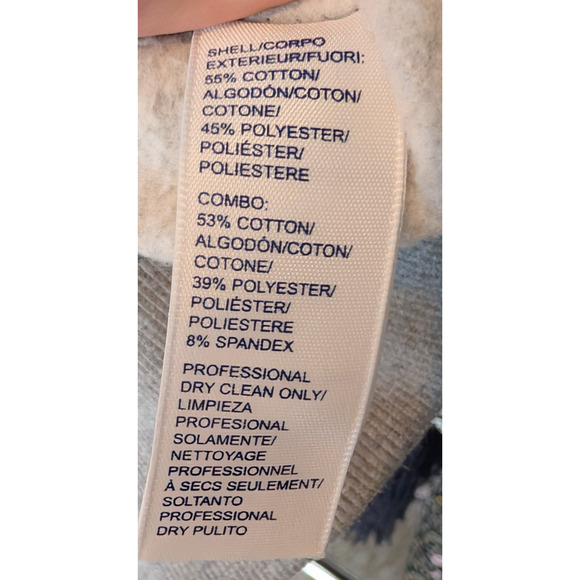 SHELL/CORPO
EXTERIEUR/FUORI:
55% COTTON/
ALGODÓN/COTON/
COTONE/
45% POLYESTER/
POLIÉSTER/
POLIESTERE
COMBO:
53% COTTON/
ALGODÓN/COTON/
COTONE/
39% POLYESTER/
POLIÉSTER/
POLIESTERE
8% SPANDEX
PROFESSIONAL
DRY CLEAN ONLY/
LIMPIEZA
PROFESIONAL
SOLAMENTE/
NETTOYAGE
PROFESSIONNEL
À SECS SEULEMENT/
SOLTANTO
PROFESSIONAL
DRY PULITO